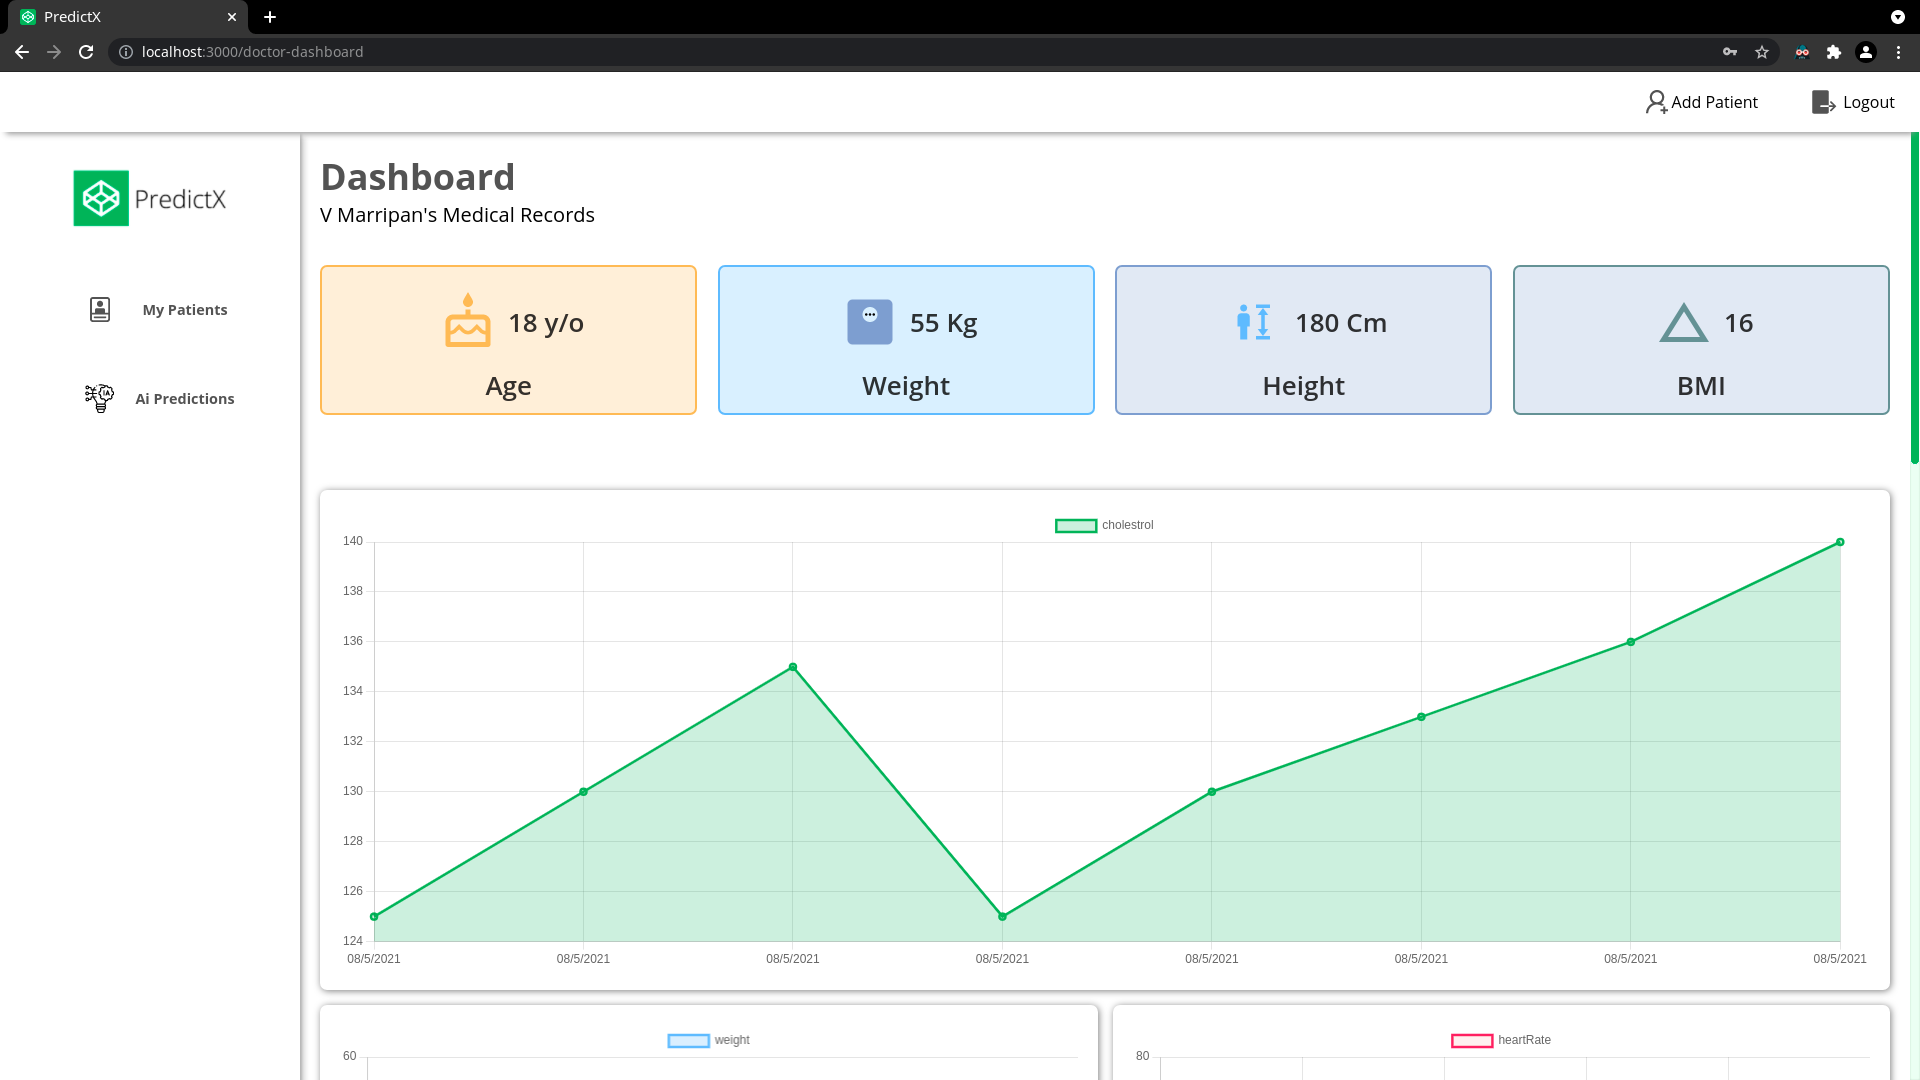 PredictX
localhost:3000/doctor-dashboard
Add Patient
Logout
PredictX
My Patients
Ai Predictions
Dashboard
V Marripan's Medical Records
18 y/o
Age
55 Kg
Weight
180 Cm
Height
16
BMI
cholestrol
140
138
136
134
132
130
128
126
124
08/5/2021 08/5/2021 08/5/2021 08/5/2021 08/5/2021 08/5/2021 08/5/2021 08/5/2021
weight
60
heartRate
80